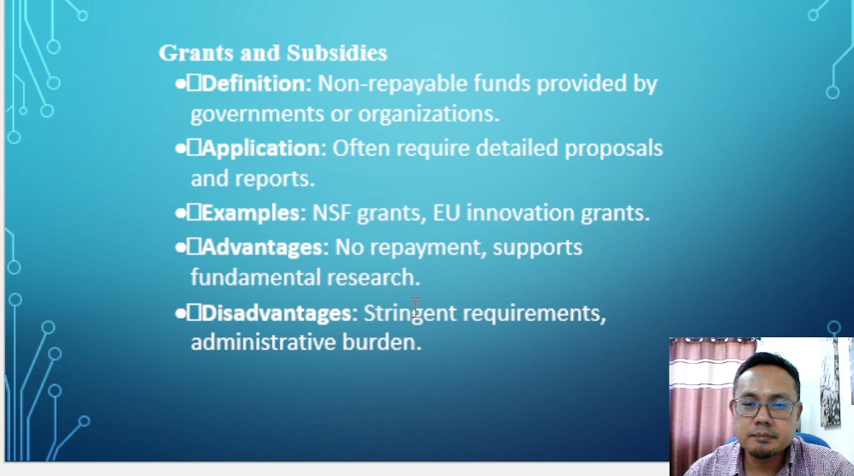 Grants and Subsidies
•□Definition: Non-repayable funds provided by
governments or organizations.
•□Application: Often require detailed proposals
and reports.
•□Examples: NSF grants, EU innovation grants.
•□Advantages: No repayment, supports
fundamental research.
•□Disadvantages: Stringent requirements,
administrative burden.